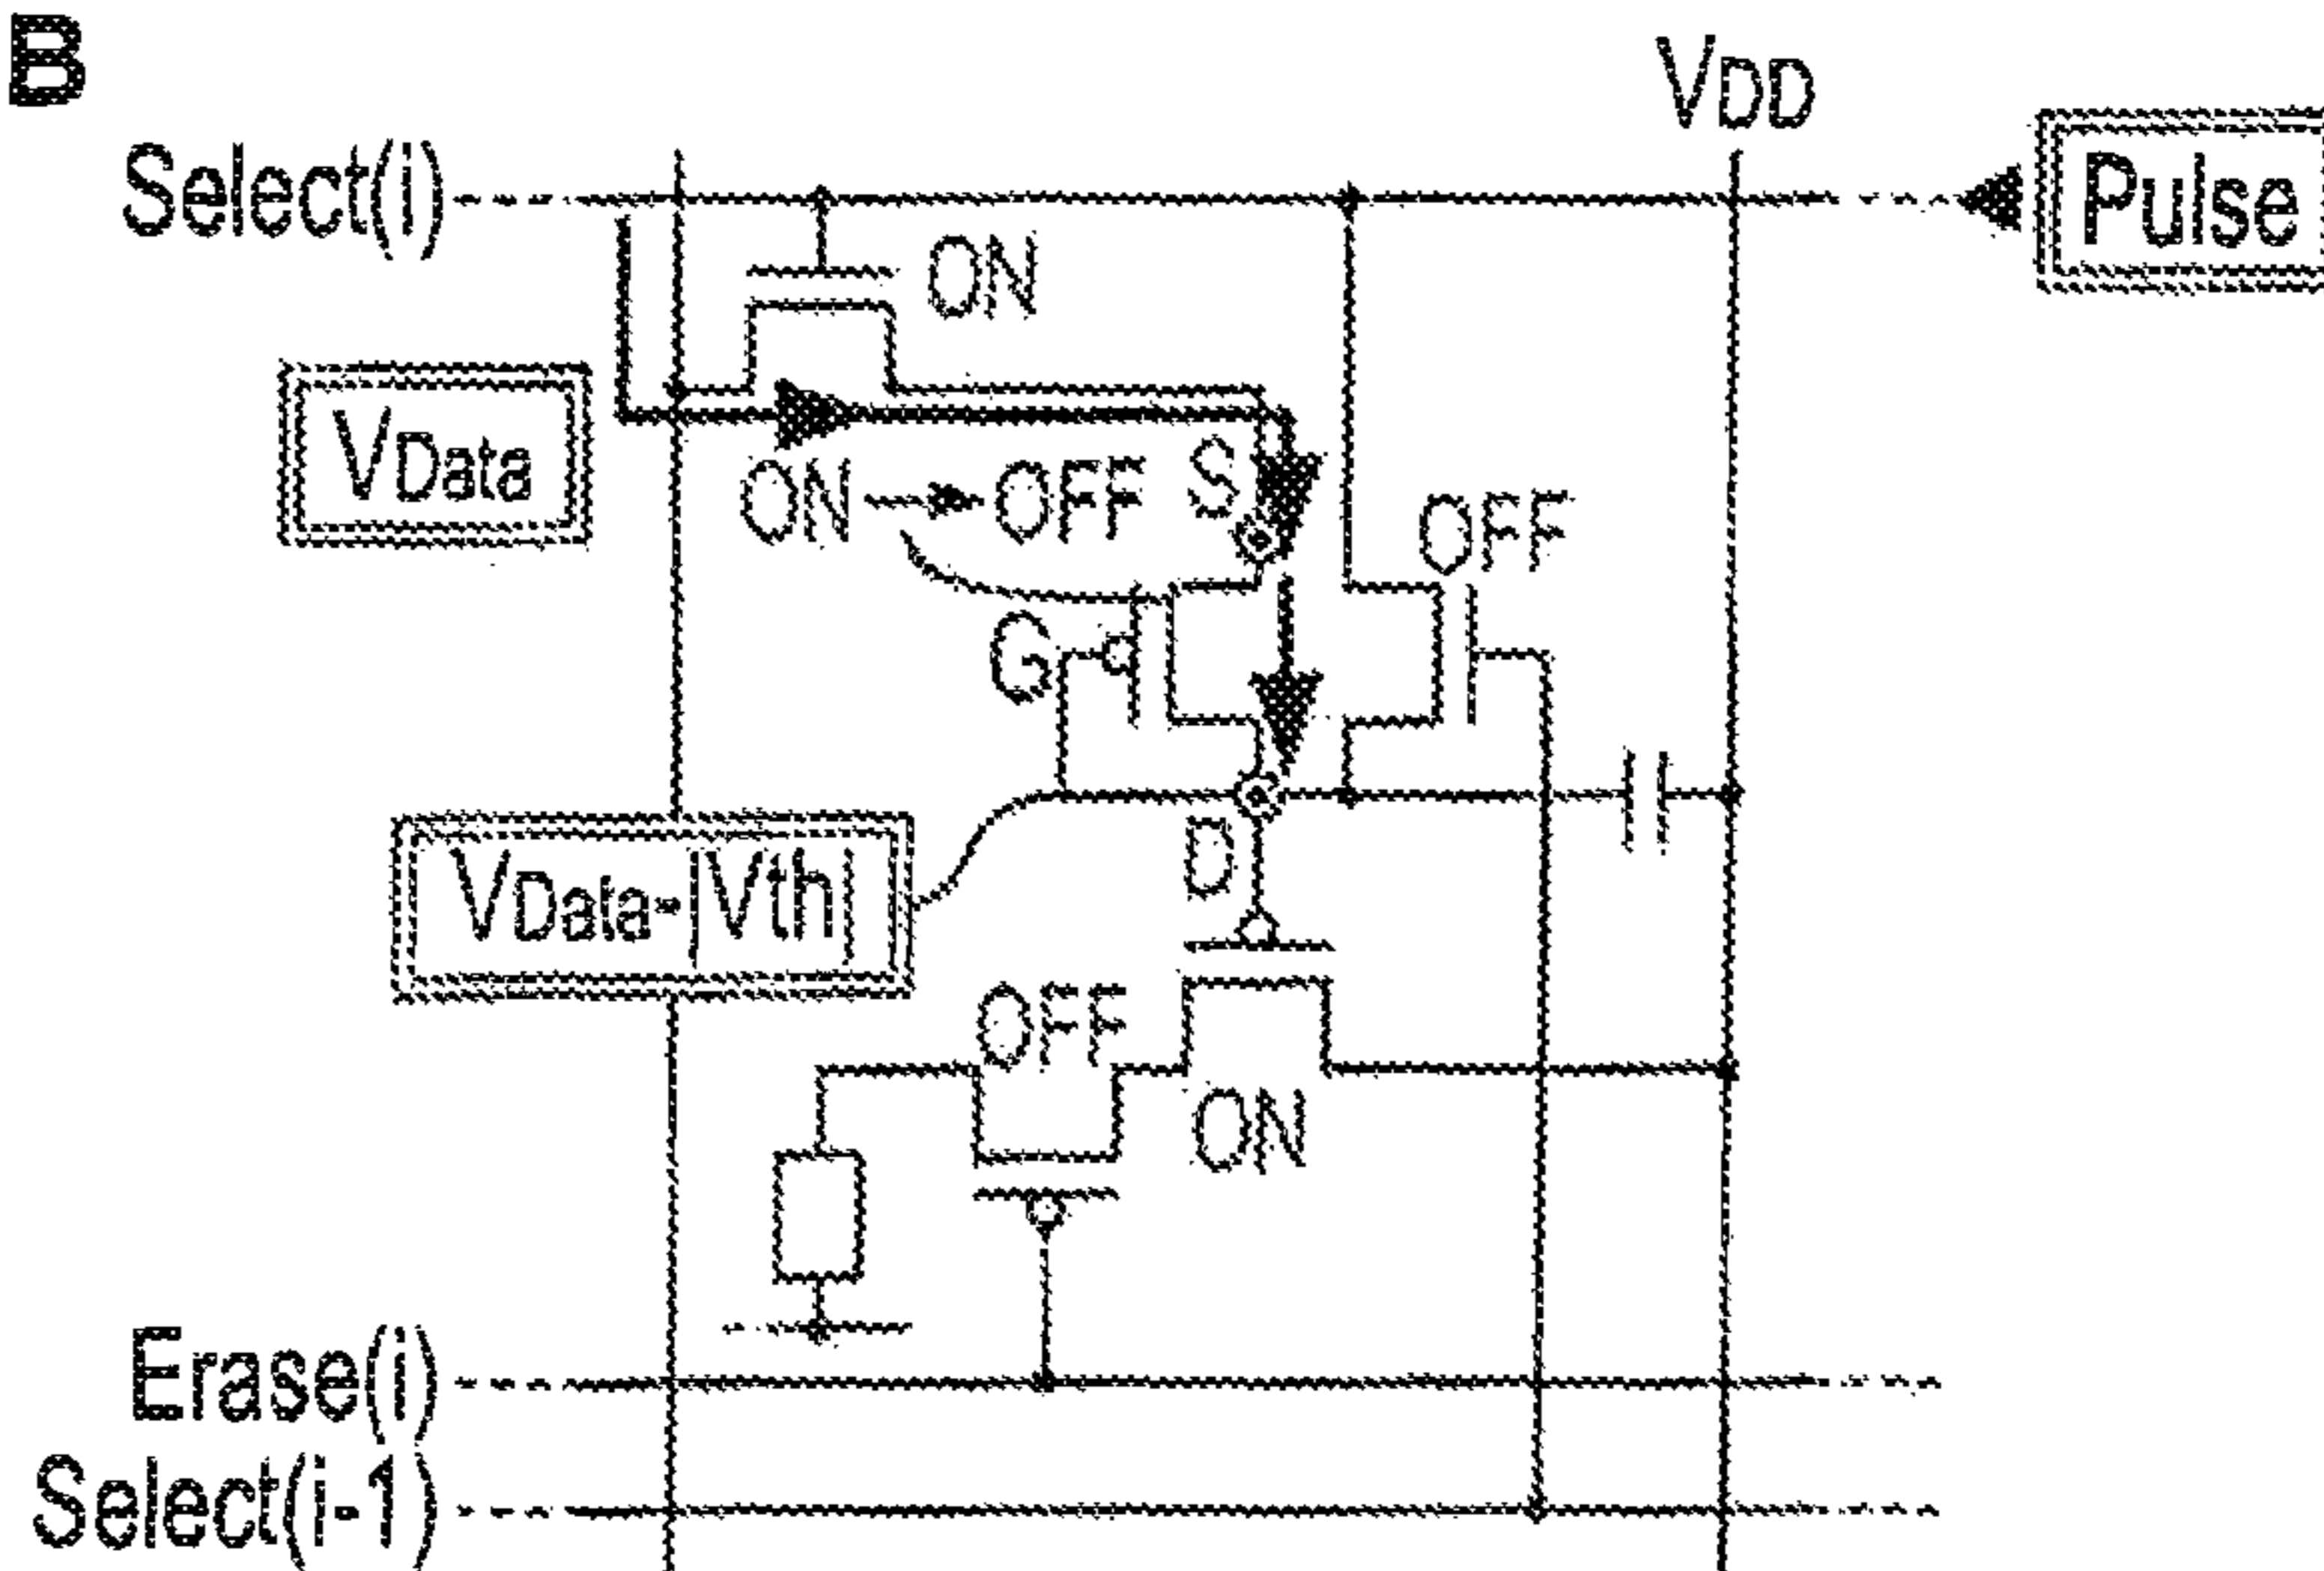 B
VDD
Select(i)
Pulse
ON
VData
ON
OFF
S
OFF
G
VData-|Vth|
D
OFF
ON
Erase(i)
Select(i-1)